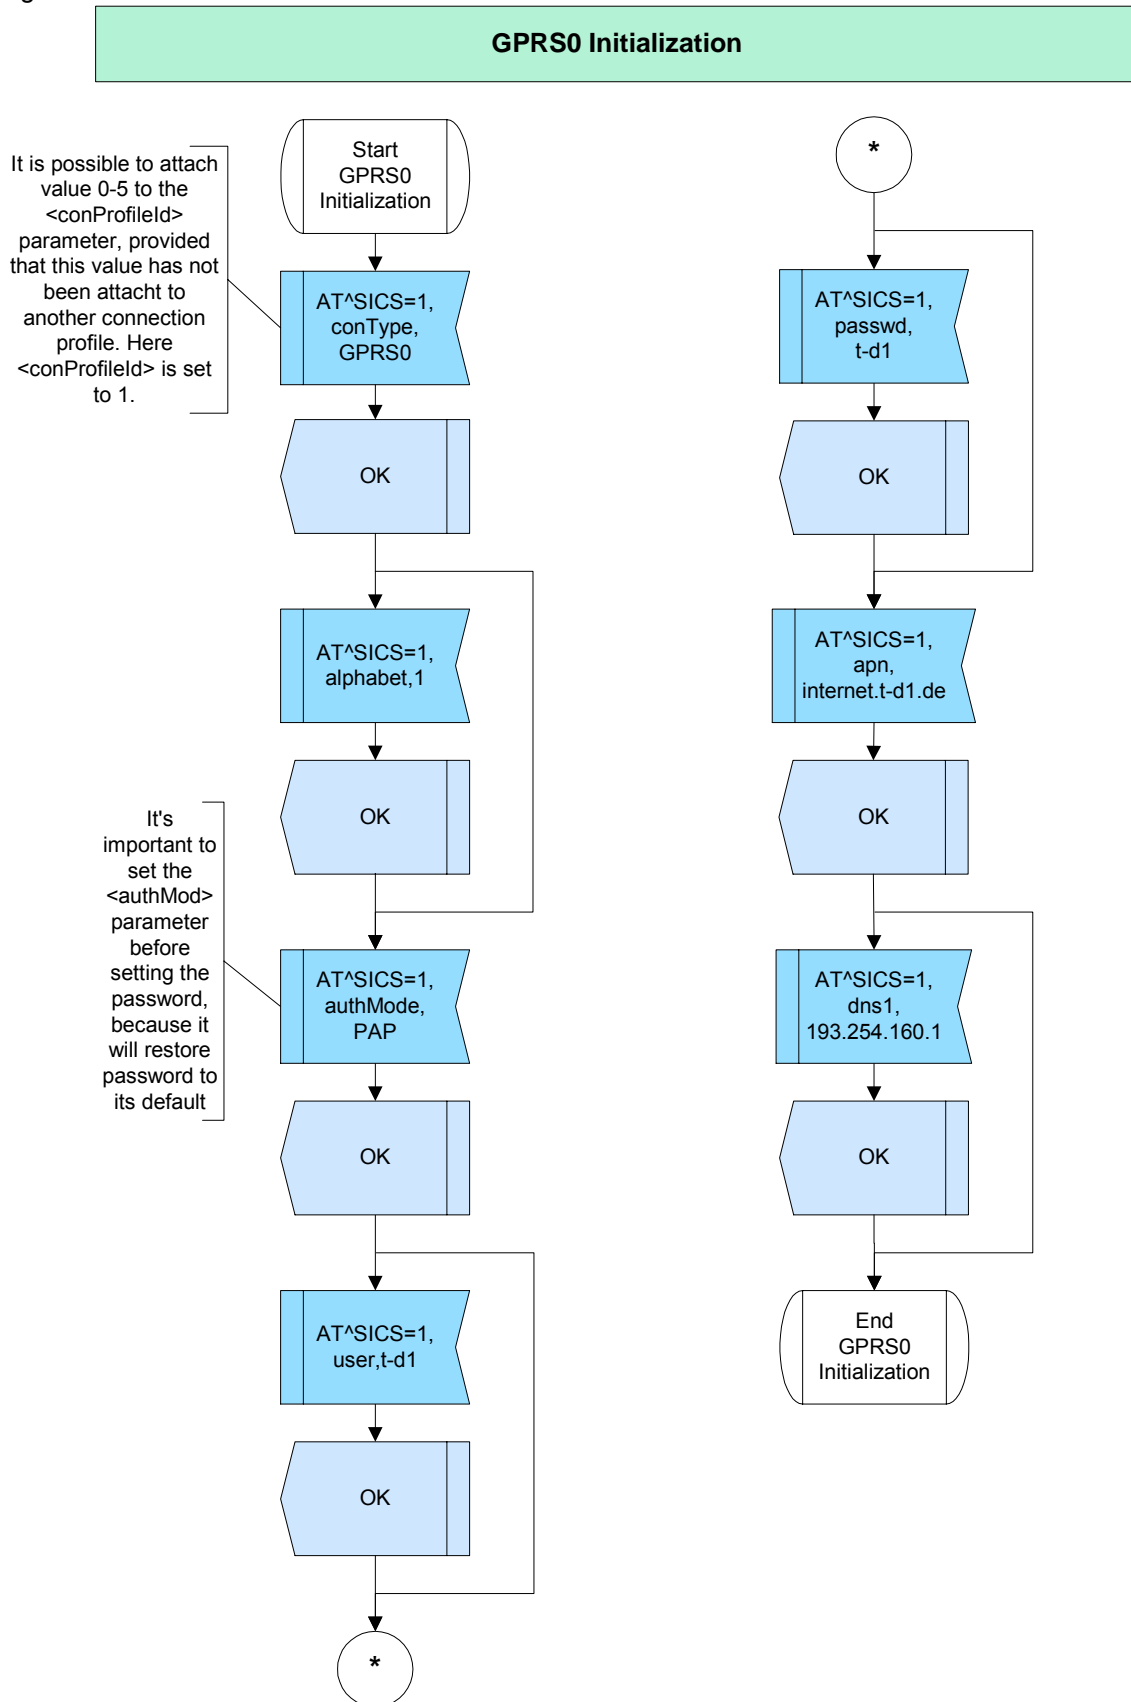 GPRS0 Initialization
It is possible to attach
value 0-5 to the
<conProfileId>
parameter, provided
that this value has not
been attacht to
another connection
profile. Here
<conProfileId> is set
to 1.
Start
GPRS0
Initialization
AT^SICS=1,
conType,
GPRS0
OK
AT^SICS=1,
alphabet,1
OK
It's
important to
set the
<authMod>
parameter
before
setting the
password,
because it
will restore
password to
its default
AT^SICS=1,
authMode,
PAP
OK
AT^SICS=1,
user,t-d1
OK
*
*
AT^SICS=1,
passwd,
t-d1
OK
AT^SICS=1,
apn,
internet.t-d1.de
OK
AT^SICS=1,
dns1,
193.254.160.1
OK
End
GPRS0
Initialization